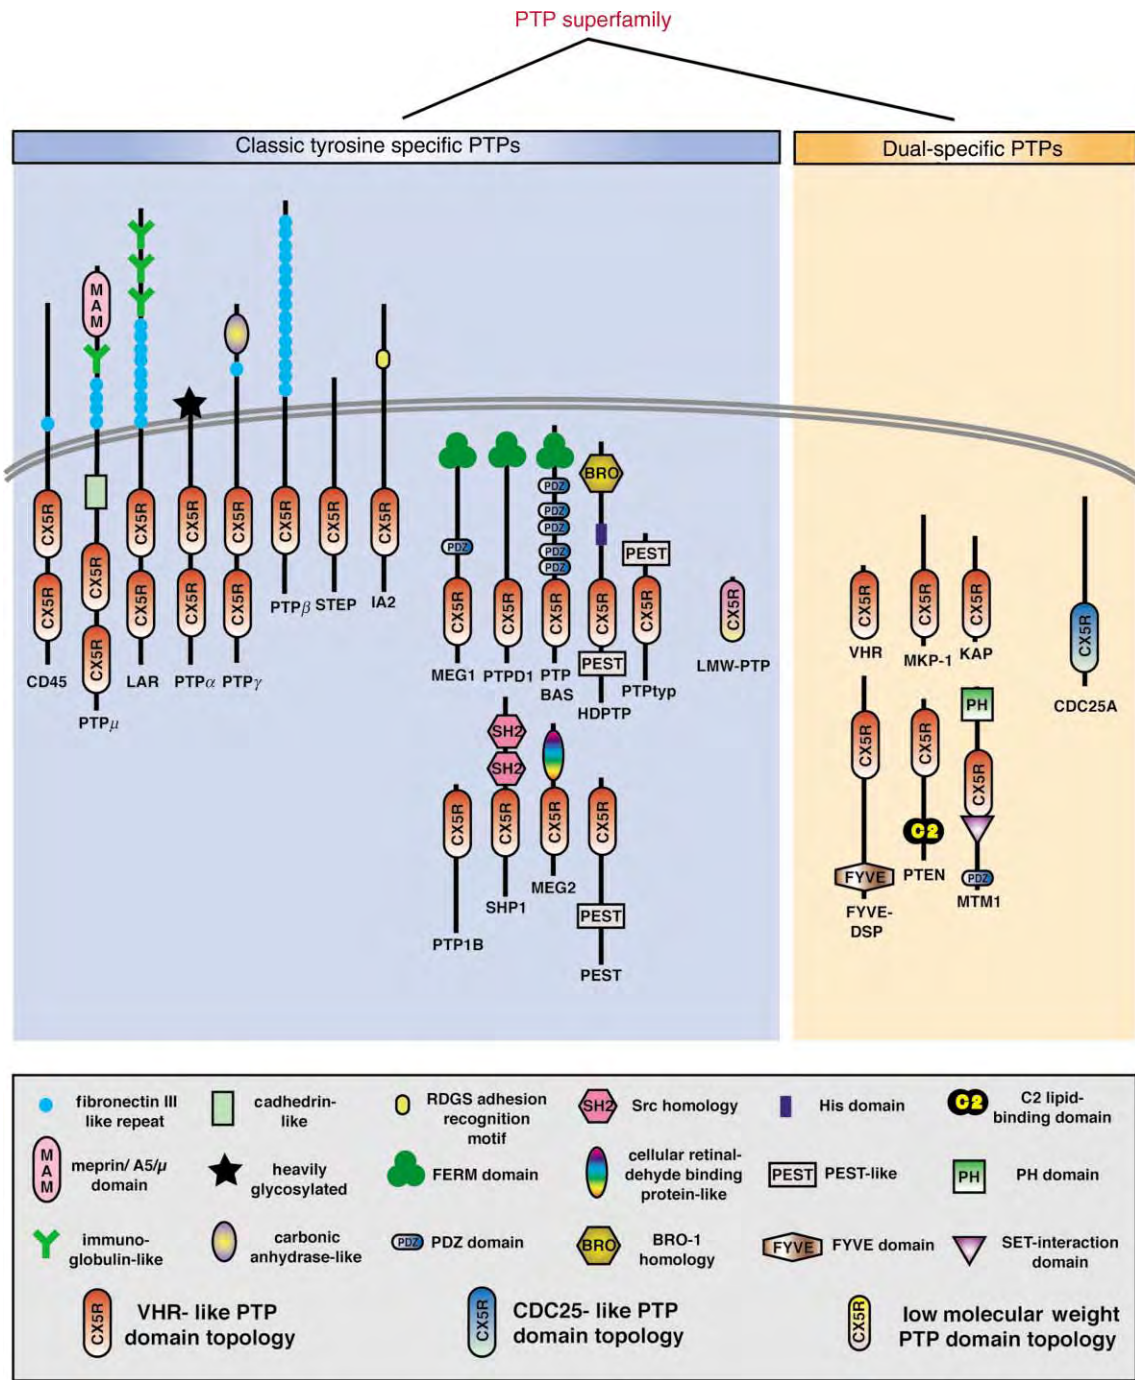 PTP superfamily
Classic tyrosine specific PTPs
Dual-specific PTPs
MAM
CX5R
CX5R
CD45
CX5R
CX5R
PTPμ
CX5R
CX5R
LAR
CX5R
CX5R
PTPα
CX5R
CX5R
PTPγ
CX5R
PTPβ
CX5R
STEP
CX5R
IA2
PDZ
CX5R
MEG1
CX5R
PTPD1
PDZ
PDZ
PDZ
PDZ
PDZ
CX5R
PTP
BAS
BRO
CX5R
PEST
HDPTP
PEST
CX5R
PTPtyp
CX5R
LMW-PTP
CX5R
PTP1B
SH2
SH2
CX5R
SHP1
CX5R
MEG2
CX5R
PEST
PEST
CX5R
VHR
CX5R
MKP-1
CX5R
KAP
CX5R
CDC25A
CX5R
FYVE
FYVE-
DSP
CX5R
C2
PTEN
PH
CX5R
PDZ
MTM1
fibronectin III
like repeat
cadhedrin-
like
RDGS adhesion
recognition
motif
SH2
Src homology
His domain
C2
C2 lipid-
binding domain
MAM
meprin/ A5/μ
domain
heavily
glycosylated
FERM domain
cellular retinal-
dehyde binding
protein-like
PEST
PEST-like
PH
PH domain
immuno-
globulin-like
carbonic
anhydrase-like
PDZ
PDZ domain
BRO
BRO-1
homology
FYVE
FYVE domain
SET-interaction
domain
CX5R
VHR- like PTP
domain topology
CX5R
CDC25- like PTP
domain topology
CX5R
low molecular weight
PTP domain topology